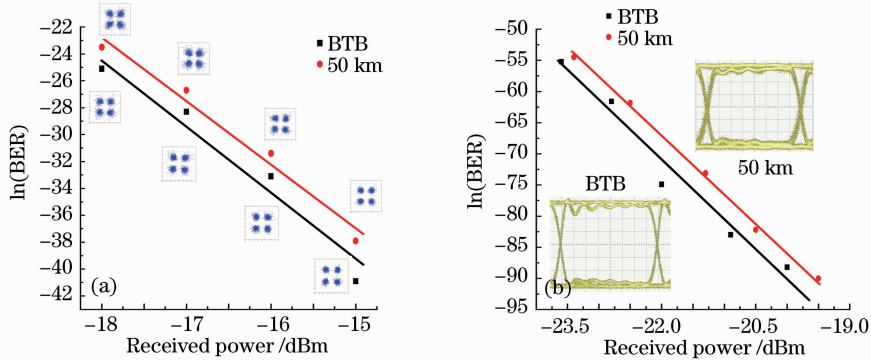 −22
−24
−26
−28
−30
−32
−34
−36
−38
−40
−42
ln(BER)
BTB
50 km
(a)
−18
−17
−16
−15
Received power /dBm
−50
−55
−60
−65
−70
−75
−80
−85
−90
−95
ln(BER)
BTB
50 km
50 km
BTB
(b)
−23.5
−22.0
−20.5
−19.0
Received power /dBm